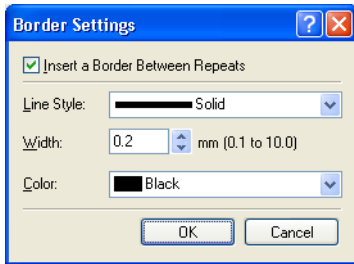 Border Settings
Insert a Border Between Repeats
Line Style: Solid
Width: 0.2 mm (0.1 to 10.0)
Color: Black
OK Cancel